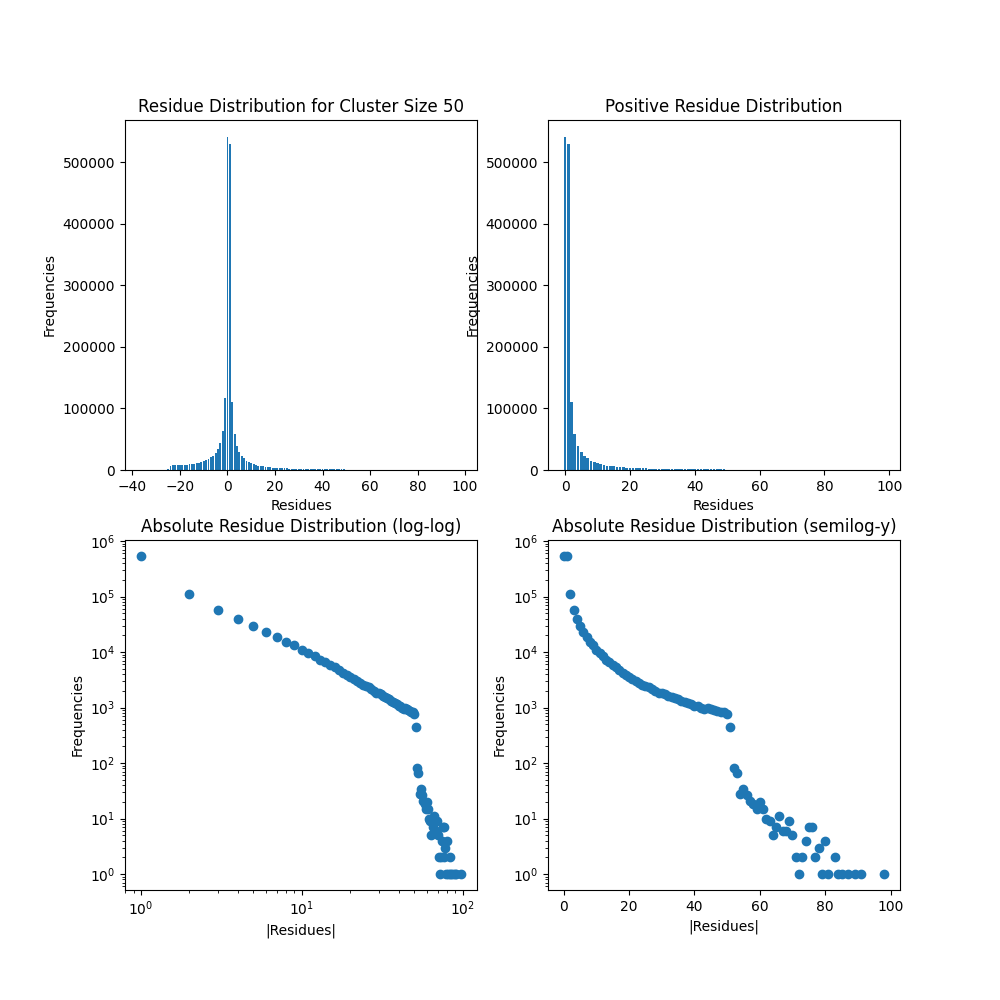 Residue Distribution for Cluster Size 50
Frequencies
500000
400000
300000
200000
100000
0
−40 −20 0 20 40 60 80 100
Residues
Positive Residue Distribution
Frequencies
500000
400000
300000
200000
100000
0
0 20 40 60 80 100
Residues
Absolute Residue Distribution (log-log)
Frequencies
10⁶
10⁵
10⁴
10³
10²
10¹
10⁰
10⁰ 10¹ 10²
|Residues|
Absolute Residue Distribution (semilog-y)
Frequencies
10⁶
10⁵
10⁴
10³
10²
10¹
10⁰
0 20 40 60 80 100
|Residues|